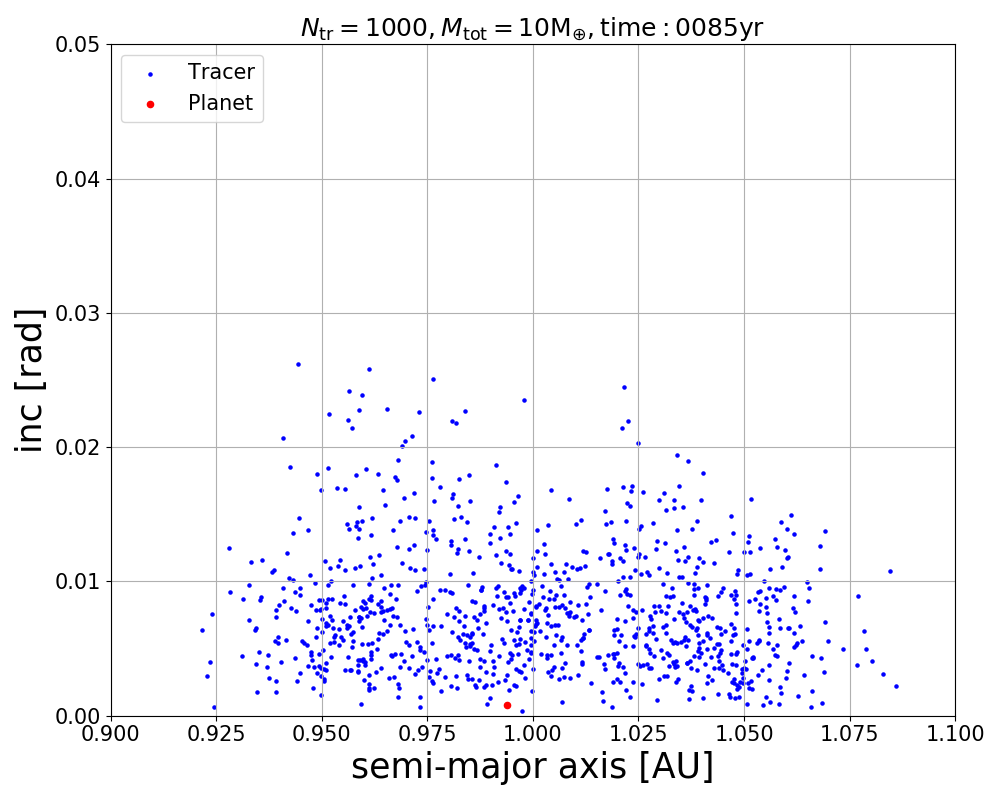 N_tr = 1000, M_tot = 10M_⊕, time : 0085yr
Tracer
Planet
0.05
0.04
0.03
0.02
0.01
0.00
inc [rad]
0.900 0.925 0.950 0.975 1.000 1.025 1.050 1.075 1.100
semi-major axis [AU]